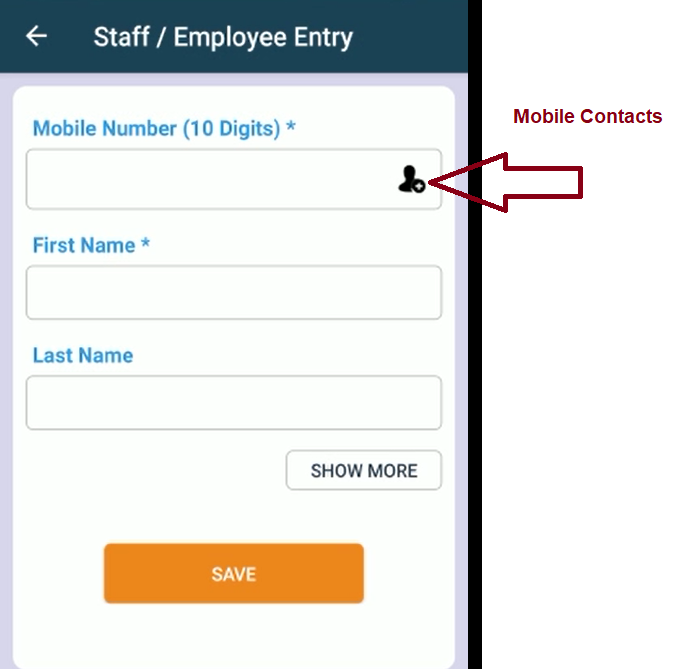 Staff / Employee Entry
Mobile Number (10 Digits) *
Mobile Contacts
First Name *
Last Name
SHOW MORE
SAVE